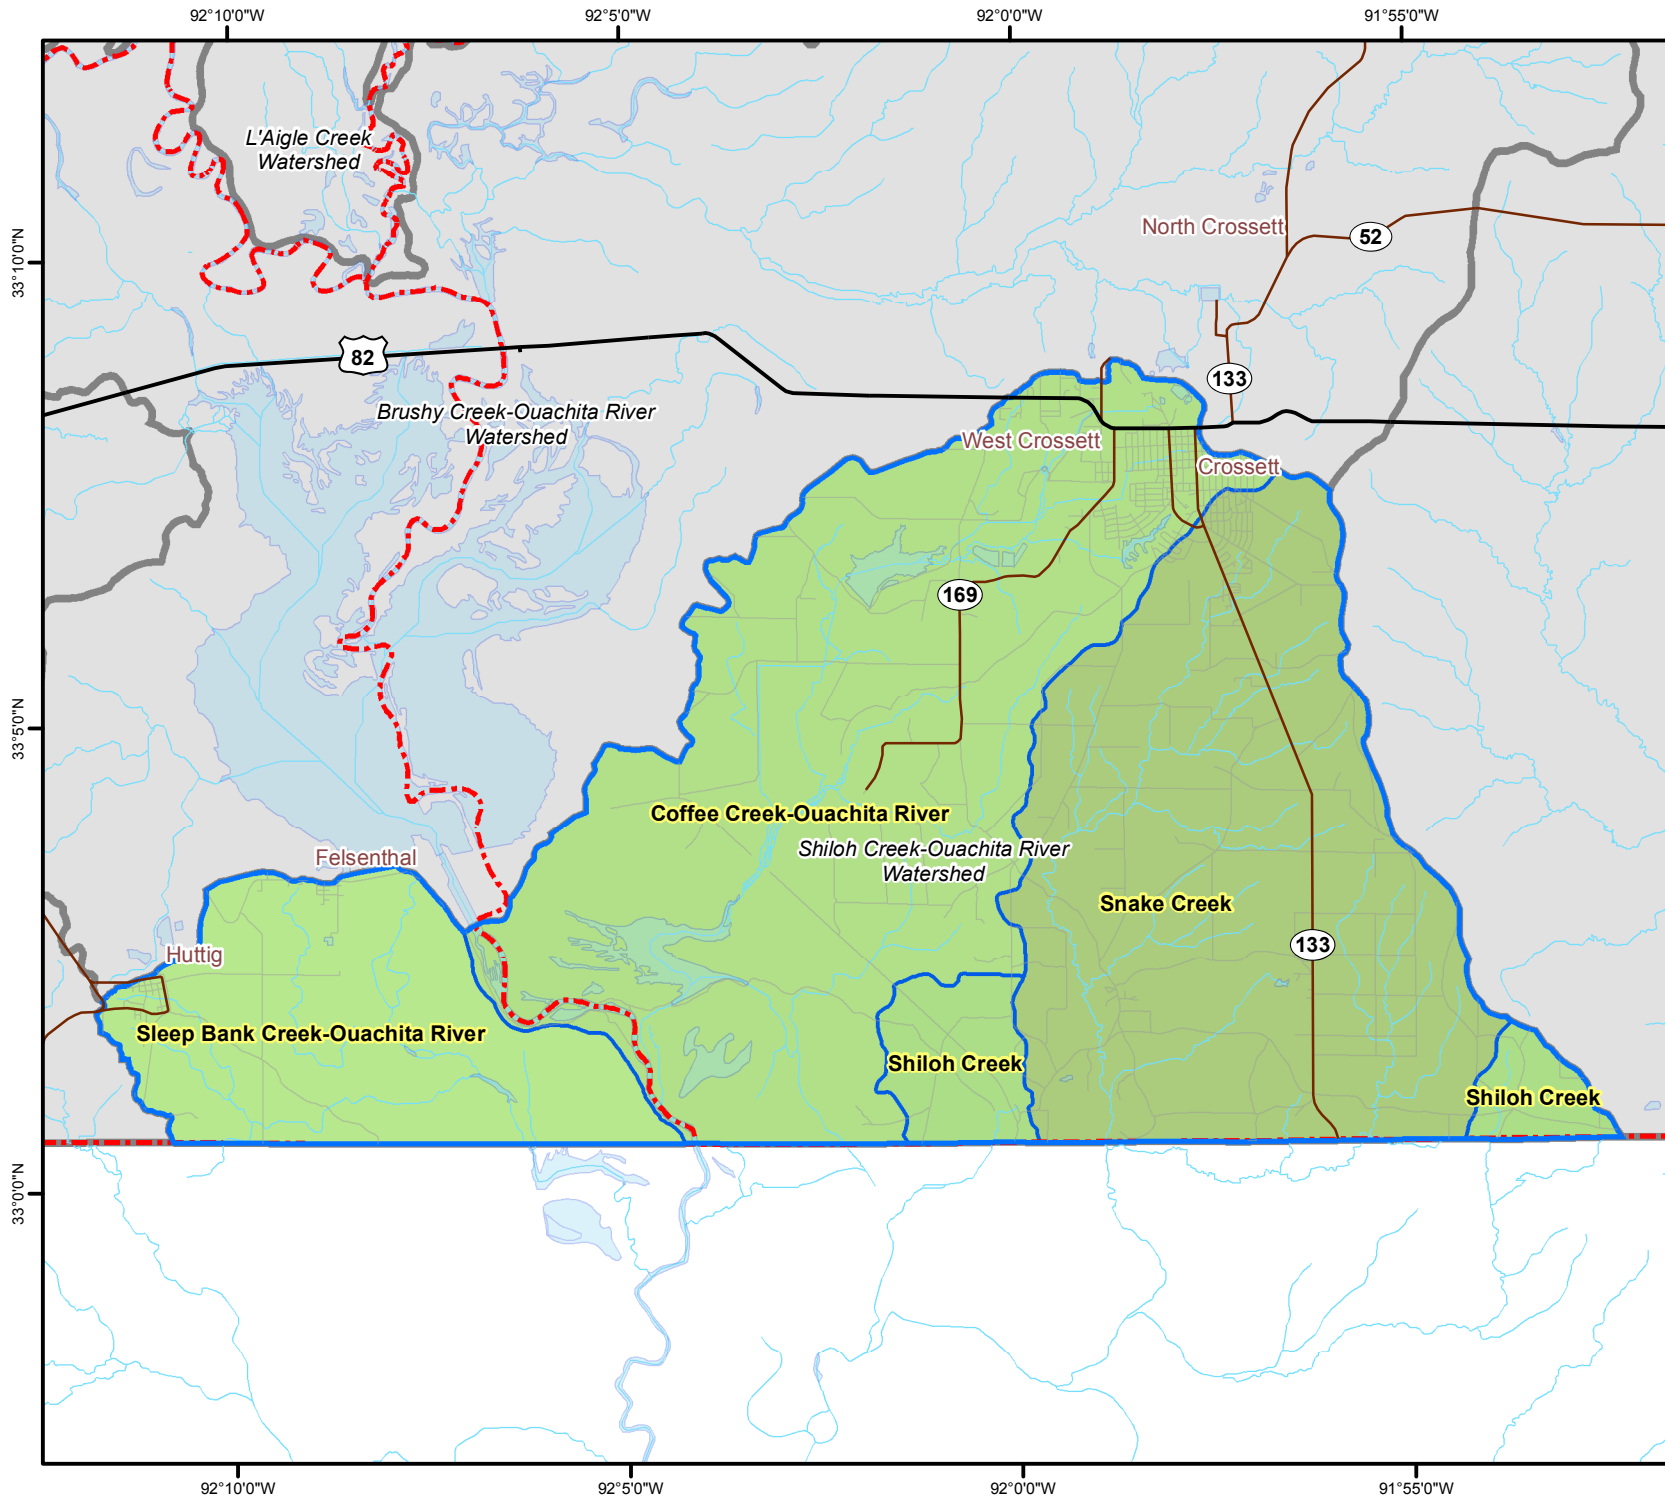 92°10'0"W
92°5'0"W
92°0'0"W
91°55'0"W
L'Aigle Creek
Watershed
North Crossett
52
33°10'0"N
82
133
Brushy Creek-Ouachita River
Watershed
West Crossett
Crossett
169
33°5'0"N
Coffee Creek-Ouachita River
Shiloh Creek-Ouachita River
Watershed
Felsenthal
Snake Creek
133
Huttig
Sleep Bank Creek-Ouachita River
Shiloh Creek
Shiloh Creek
33°0'0"N
92°10'0"W
92°5'0"W
92°0'0"W
91°55'0"W